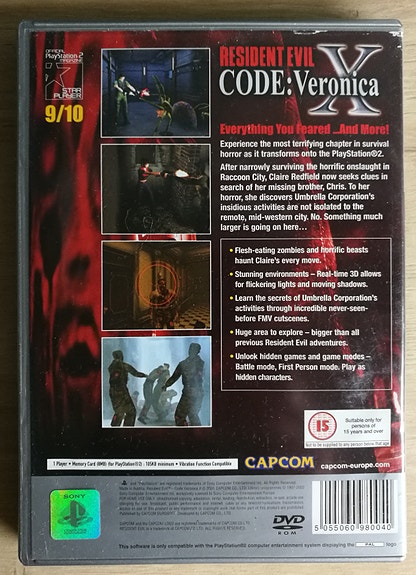 OFFICIAL
PlayStation 2
MAGAZINE
STAR
PLAYER
9/10
RESIDENT EVIL
CODE:Veronica X
Everything You Feared ...And More!
Experience the most terrifying chapter in survival
horror as it transforms onto the PlayStation®2.
After narrowly surviving the horrific onslaught in
Raccoon City, Claire Redfield now seeks clues in
search of her missing brother, Chris. To her
horror, she discovers Umbrella Corporation's
insidious activities are not isolated to the
remote, mid-western city. No. Something much
larger is going on here…
• Flesh-eating zombies and horrific beasts
haunt Claire's every move.
• Stunning environments – Real-time 3D allows
for flickering lights and moving shadows.
• Learn the secrets of Umbrella Corporation's
activities through incredible never-seen-
before FMV cutscenes.
• Huge area to explore – bigger than all
previous Resident Evil adventures.
• Unlock hidden games and game modes –
Battle mode, First Person mode. Play as
hidden characters.
15
Suitable only for
persons of
15 years and over
Not to be supplied to any person below that age
1 Player • Memory Card (8MB) (for PlayStation®2) - 105KB minimum • Vibration Function Compatible
CAPCOM
capcom-europe.com
SONY
DVD
ROM
5 055060 980040
This software is only compatible with the PlayStation®2 computer entertainment system displaying the PAL logo